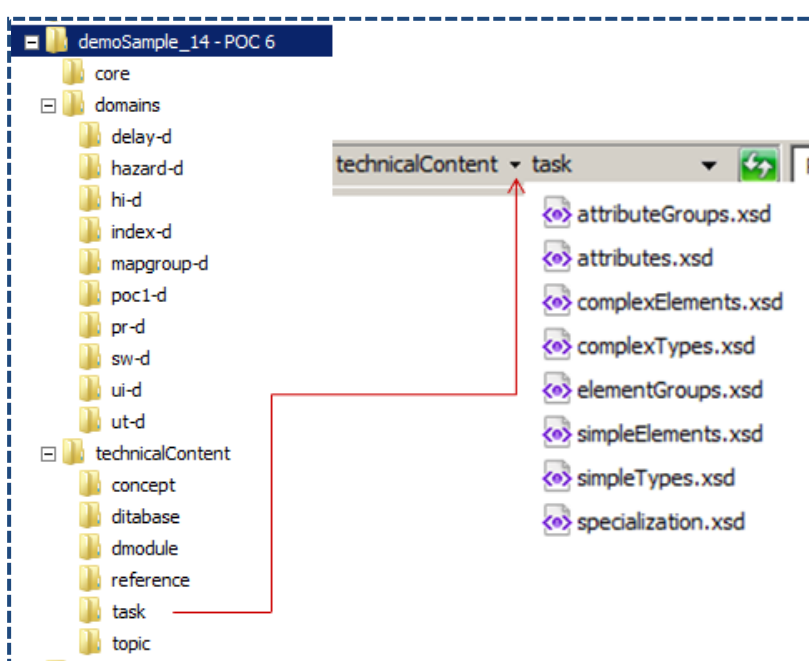 demoSample_14 - POC 6
core
domains
delay-d
hazard-d
hi-d
index-d
mapgroup-d
poc1-d
pr-d
sw-d
ui-d
ut-d
technicalContent
concept
ditabase
dmodule
reference
task
topic
technicalContent task
attributeGroups.xsd
attributes.xsd
complexElements.xsd
complexTypes.xsd
elementGroups.xsd
simpleElements.xsd
simpleTypes.xsd
specialization.xsd